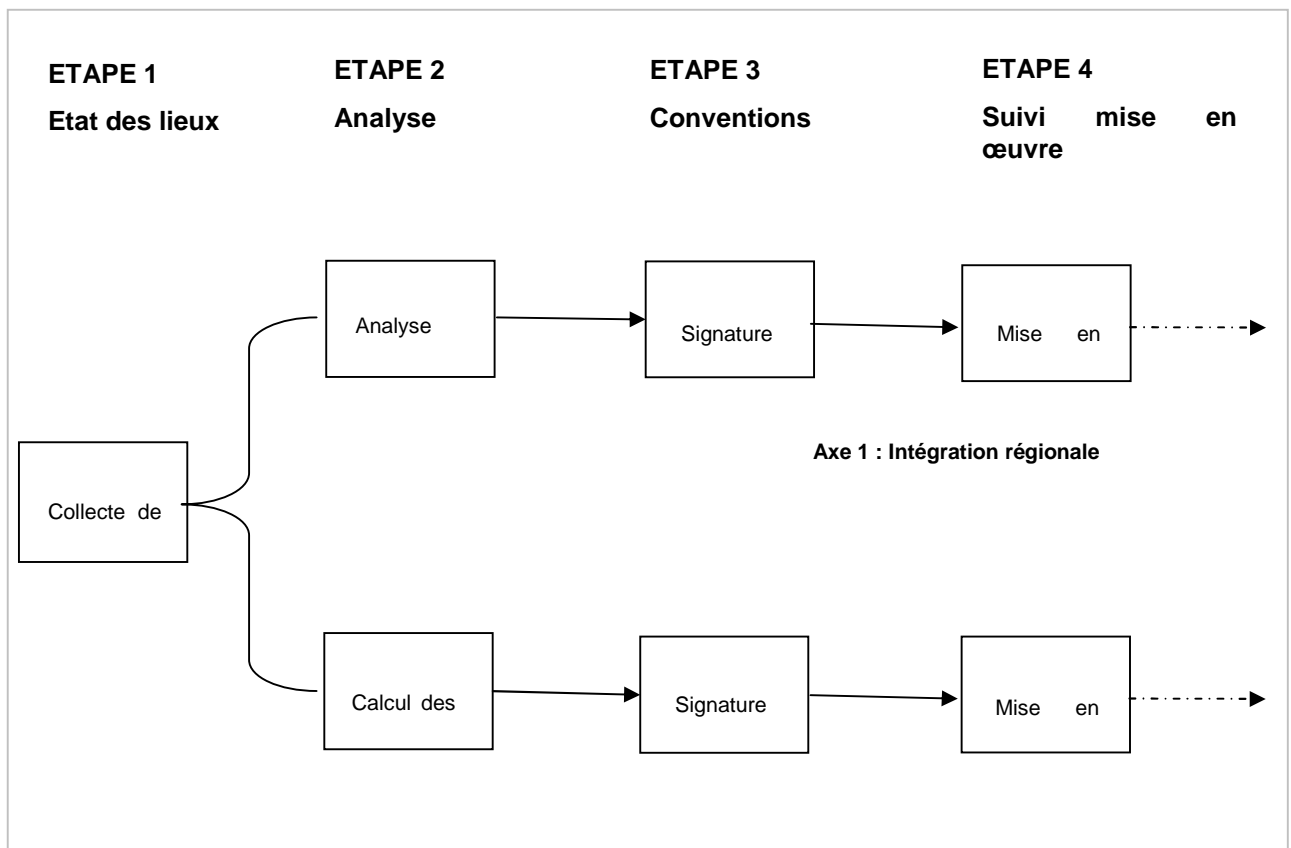 ETAPE 1
Etat des lieux
ETAPE 2
Analyse
ETAPE 3
Conventions
ETAPE 4
Suivi mise en
œuvre
Analyse
Signature
Mise en
Axe 1 : Intégration régionale
Collecte de
Calcul des
Signature
Mise en